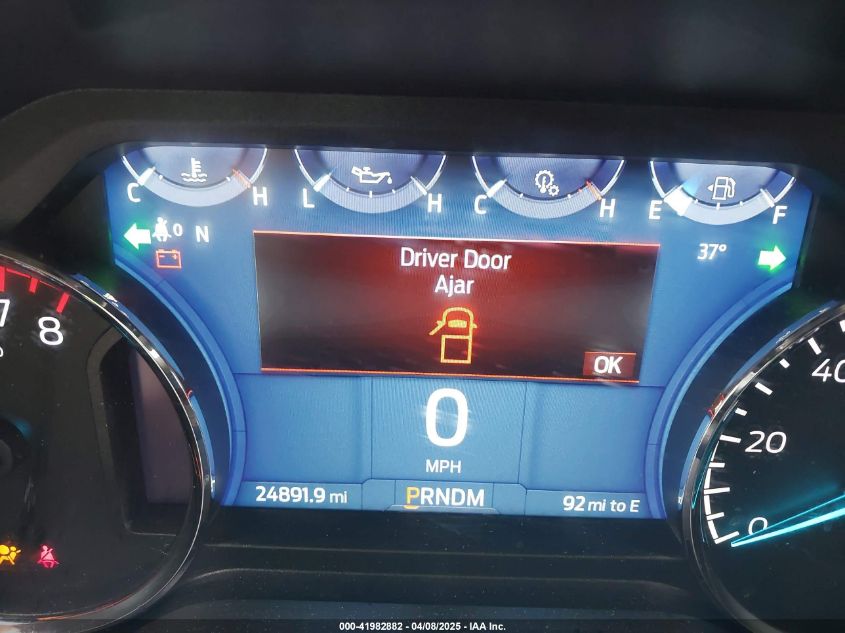 C H L H C H E F
0 N 37°
Driver Door
Ajar
OK
7
8
0
MPH
40
20
0
24891.9 mi PRNDM 92 mi to E
000-41982882 - 04/08/2025 - IAA Inc.